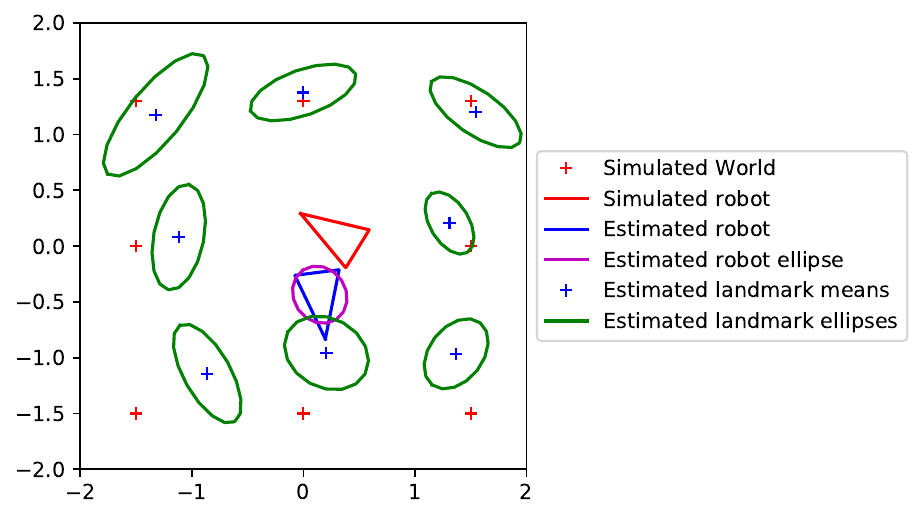 2.0
1.5
1.0
0.5
0.0
−0.5
−1.0
−1.5
−2.0
−2
−1
0
1
2
Simulated World
Simulated robot
Estimated robot
Estimated robot ellipse
Estimated landmark means
Estimated landmark ellipses